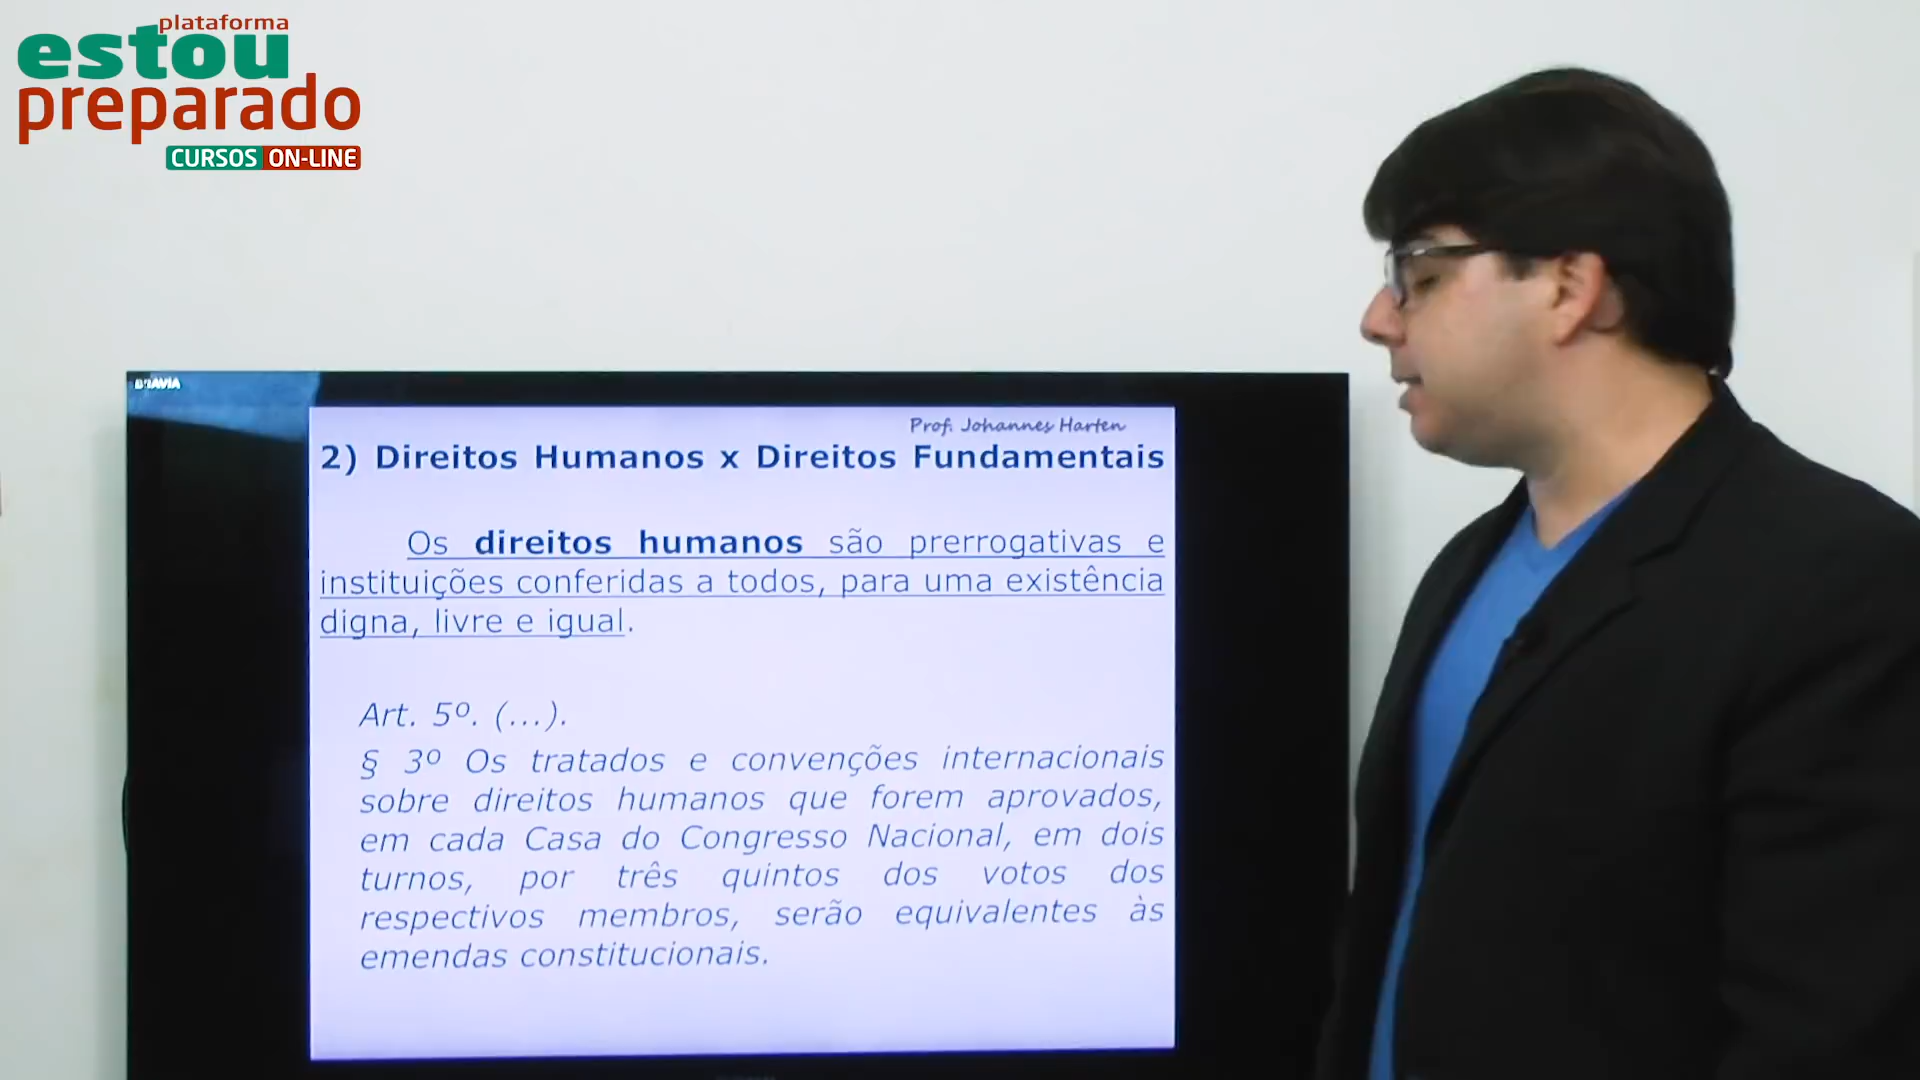 plataforma
estou
preparado
CURSOS ON-LINE
BRAVIA
Prof. Johannes Harten
2) Direitos Humanos x Direitos Fundamentais
Os direitos humanos são prerrogativas e
instituições conferidas a todos, para uma existência
digna, livre e igual.
Art. 5º. (...).
§ 3º Os tratados e convenções internacionais
sobre direitos humanos que forem aprovados,
em cada Casa do Congresso Nacional, em dois
turnos, por três quintos dos votos dos
respectivos membros, serão equivalentes às
emendas constitucionais.